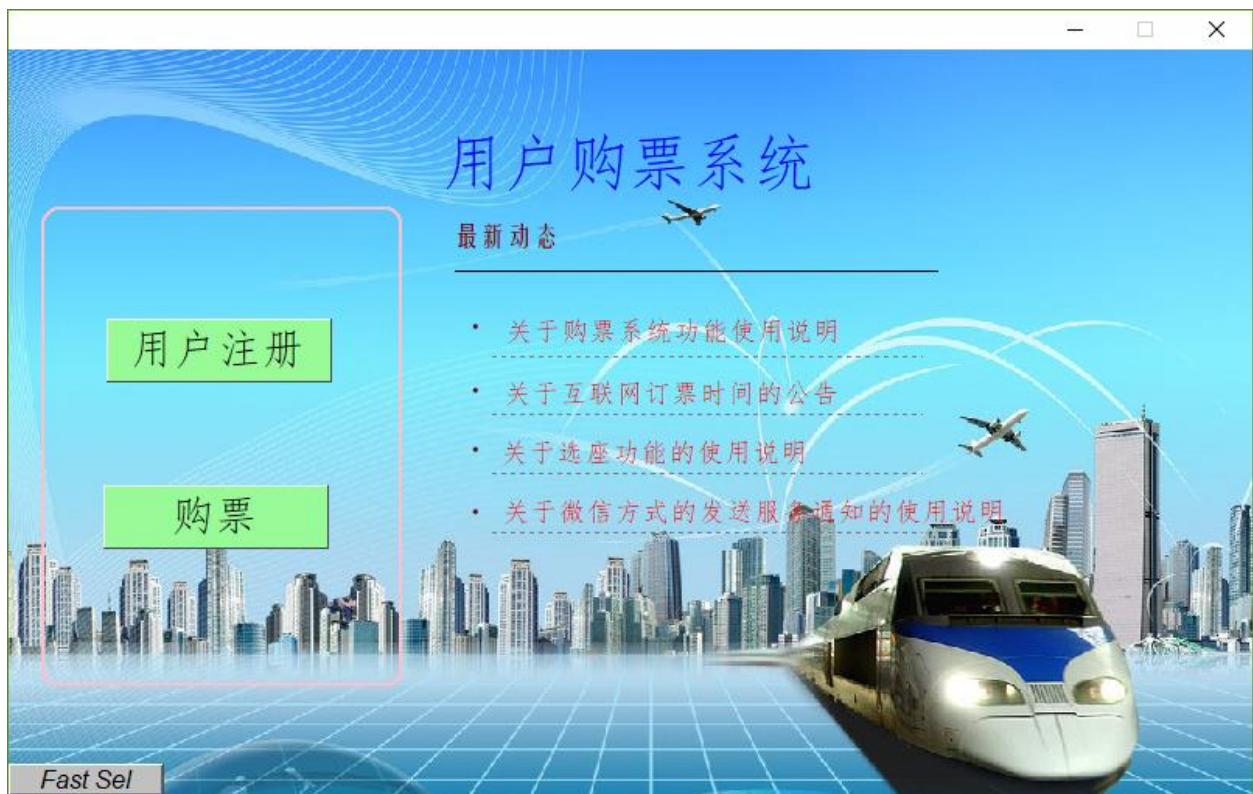 用户购票系统
最新动态
用户注册
购票
• 关于购票系统功能使用说明
• 关于互联网订票时间的公告
• 关于选座功能的使用说明
• 关于微信方式的发送服务通知的使用说明
Fast Sel